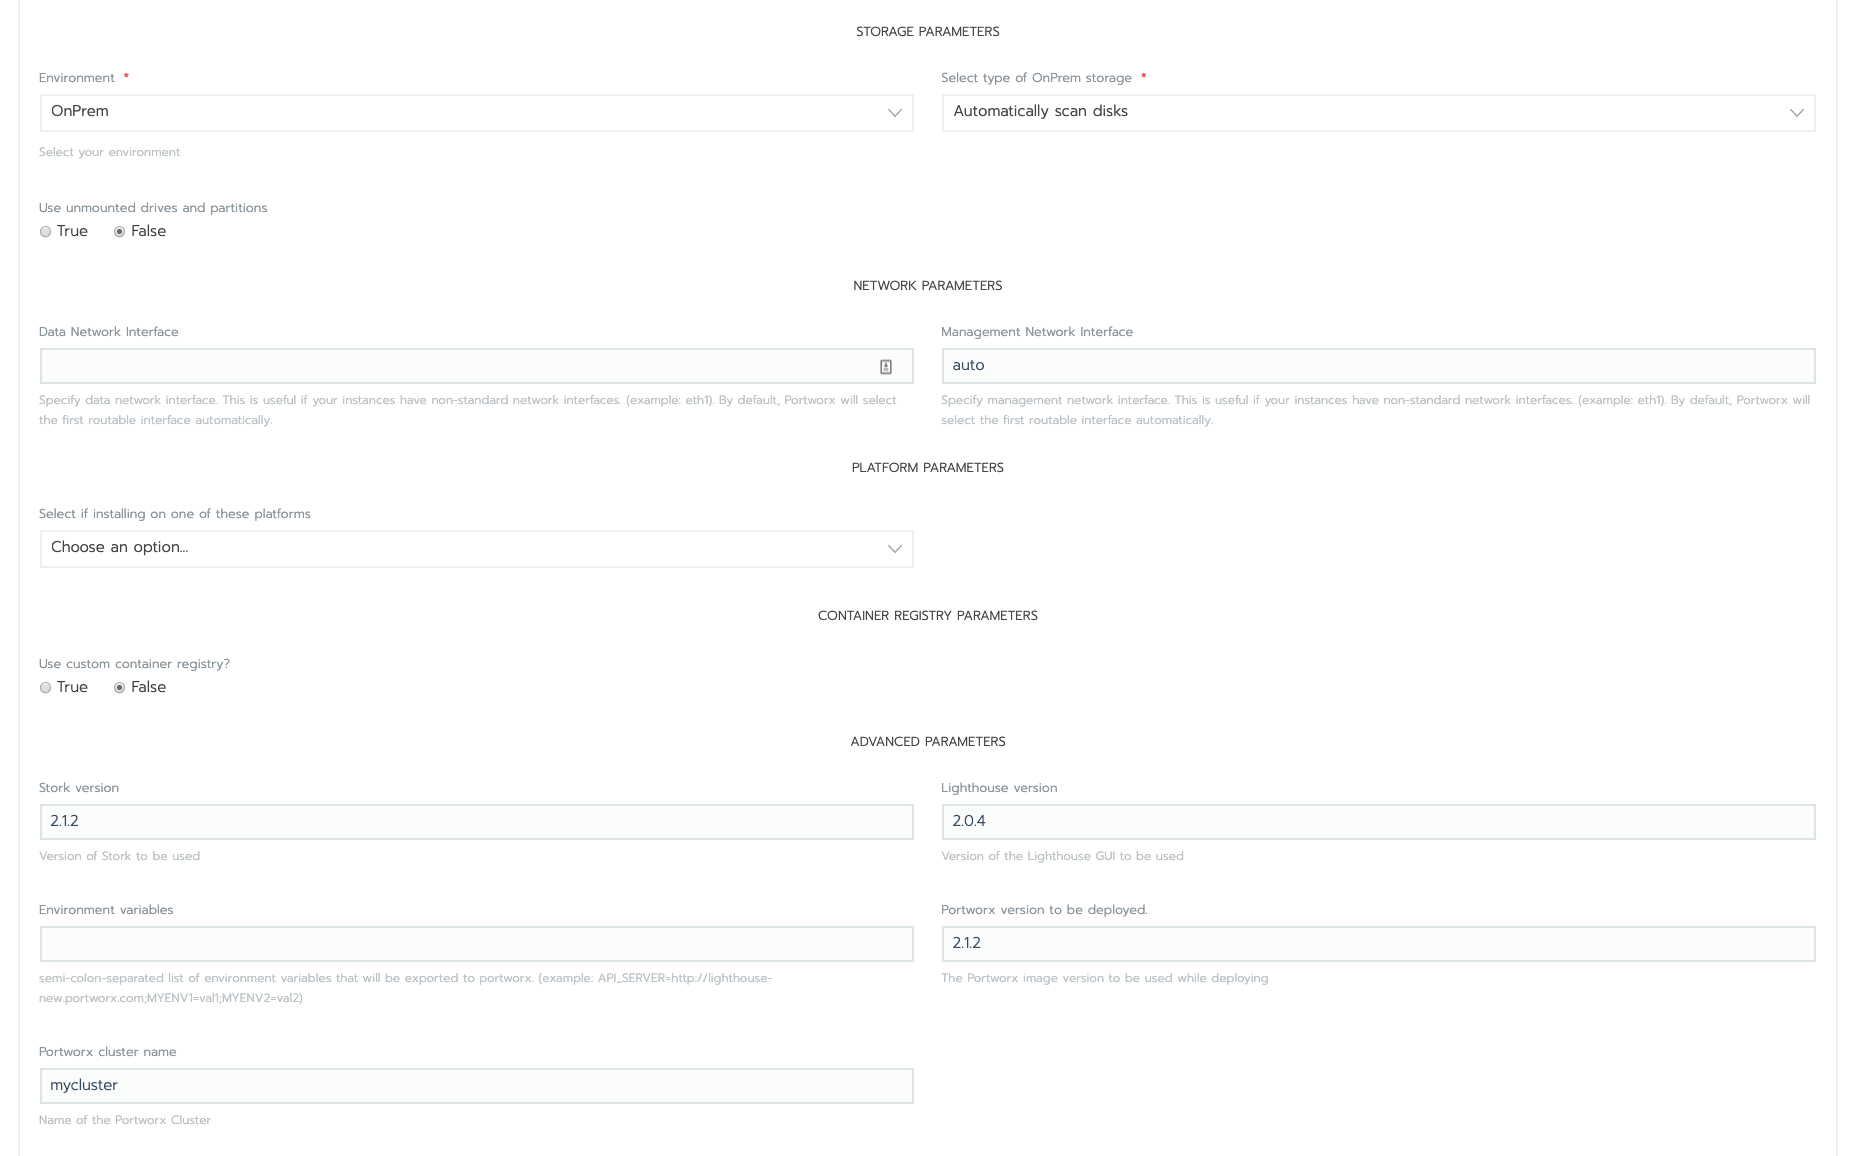 STORAGE PARAMETERS
Environment *
Select type of OnPrem storage *
OnPrem
Automatically scan disks
Select your environment
Use unmounted drives and partitions
True False
NETWORK PARAMETERS
Data Network Interface
Management Network Interface
auto
Specify data network interface. This is useful if your instances have non-standard network interfaces. (example: eth1). By default, Portworx will select
the first routable interface automatically.
Specify management network interface. This is useful if your instances have non-standard network interfaces. (example: eth1). By default, Portworx will
select the first routable interface automatically.
PLATFORM PARAMETERS
Select if installing on one of these platforms
Choose an option...
CONTAINER REGISTRY PARAMETERS
Use custom container registry?
True False
ADVANCED PARAMETERS
Stork version
Lighthouse version
2.1.2
2.0.4
Version of Stork to be used
Version of the Lighthouse GUI to be used
Environment variables
Portworx version to be deployed.
2.1.2
semi-colon-separated list of environment variables that will be exported to portworx. (example: API_SERVER=http://lighthouse-
new.portworx.com;MYENV1=val1;MYENV2=val2)
The Portworx image version to be used while deploying
Portworx cluster name
mycluster
Name of the Portworx Cluster